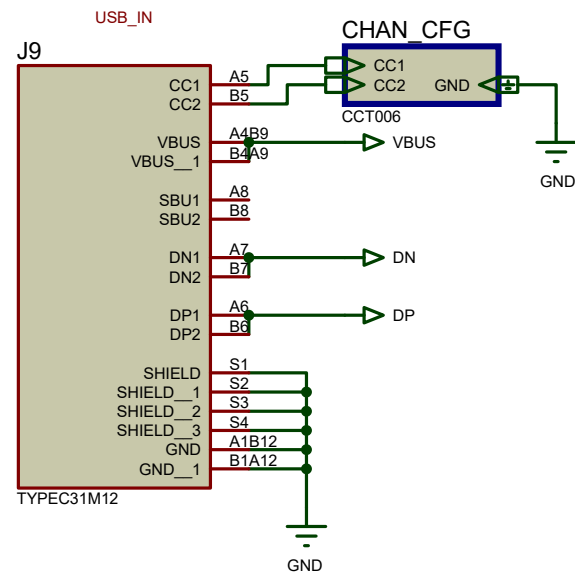 USB_IN
J9
CHAN_CFG
CC1 A5
CC1
CC2 B5
CC2 GND
CCT006
VBUS A4B9
VBUS
VBUS__1 B4A9
GND
SBU1 A8
SBU2 B8
DN1 A7
DN
DN2 B7
DP1 A6
DP
DP2 B6
SHIELD S1
SHIELD__1 S2
SHIELD__2 S3
SHIELD__3 S4
GND A1B12
GND__1 B1A12
TYPEC31M12
GND